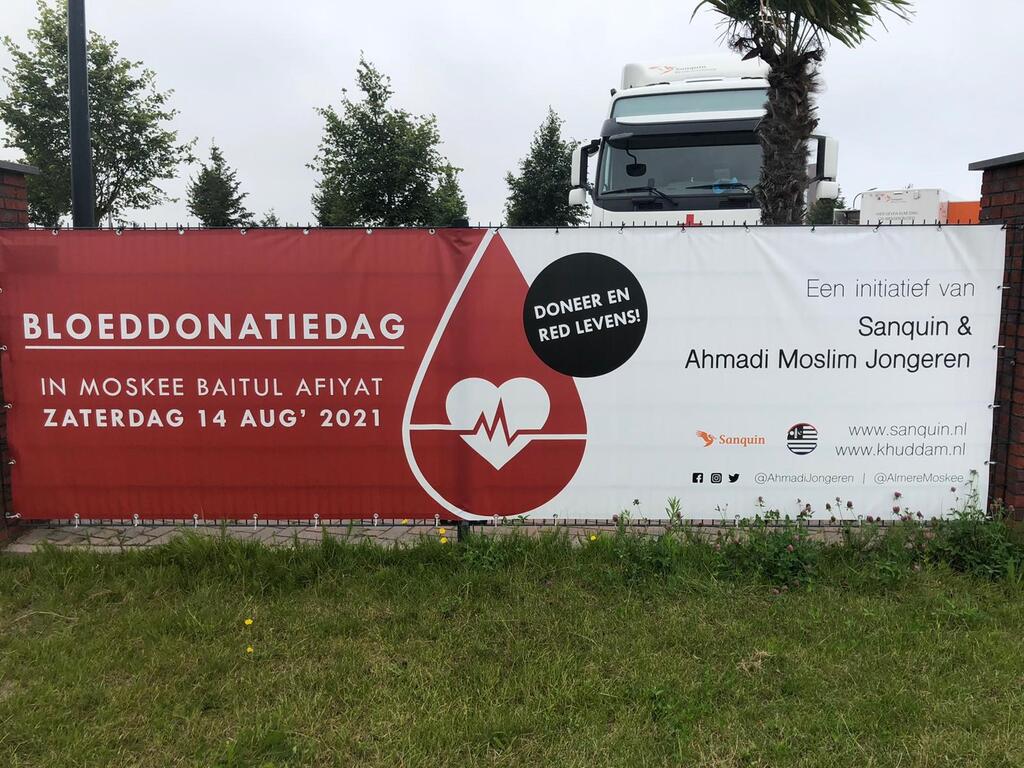 Sanquin
BLOEDDONATIEDAG
IN MOSKEE BAITUL AFIYAT
ZATERDAG 14 AUG' 2021
DONEER EN
RED LEVENS!
Een initiatief van
Sanquin &
Ahmadi Moslim Jongeren
Sanquin
www.sanquin.nl
www.khuddam.nl
@AhmadiJongeren | @AlmereMoskee